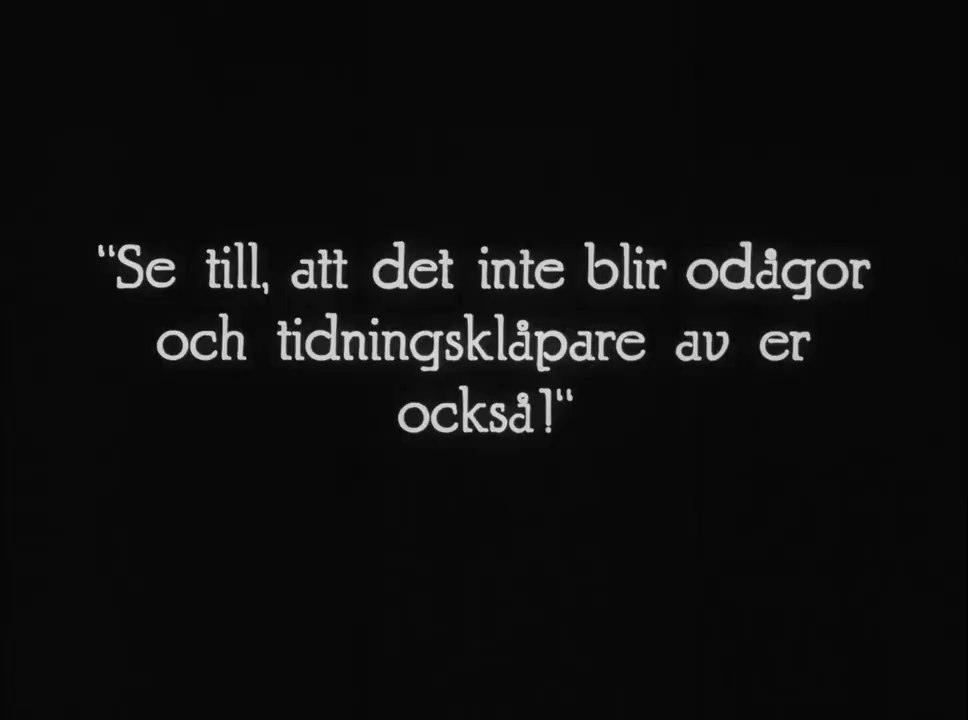 “Se till, att det inte blir odågor
och tidningsklåpare av er
också!“